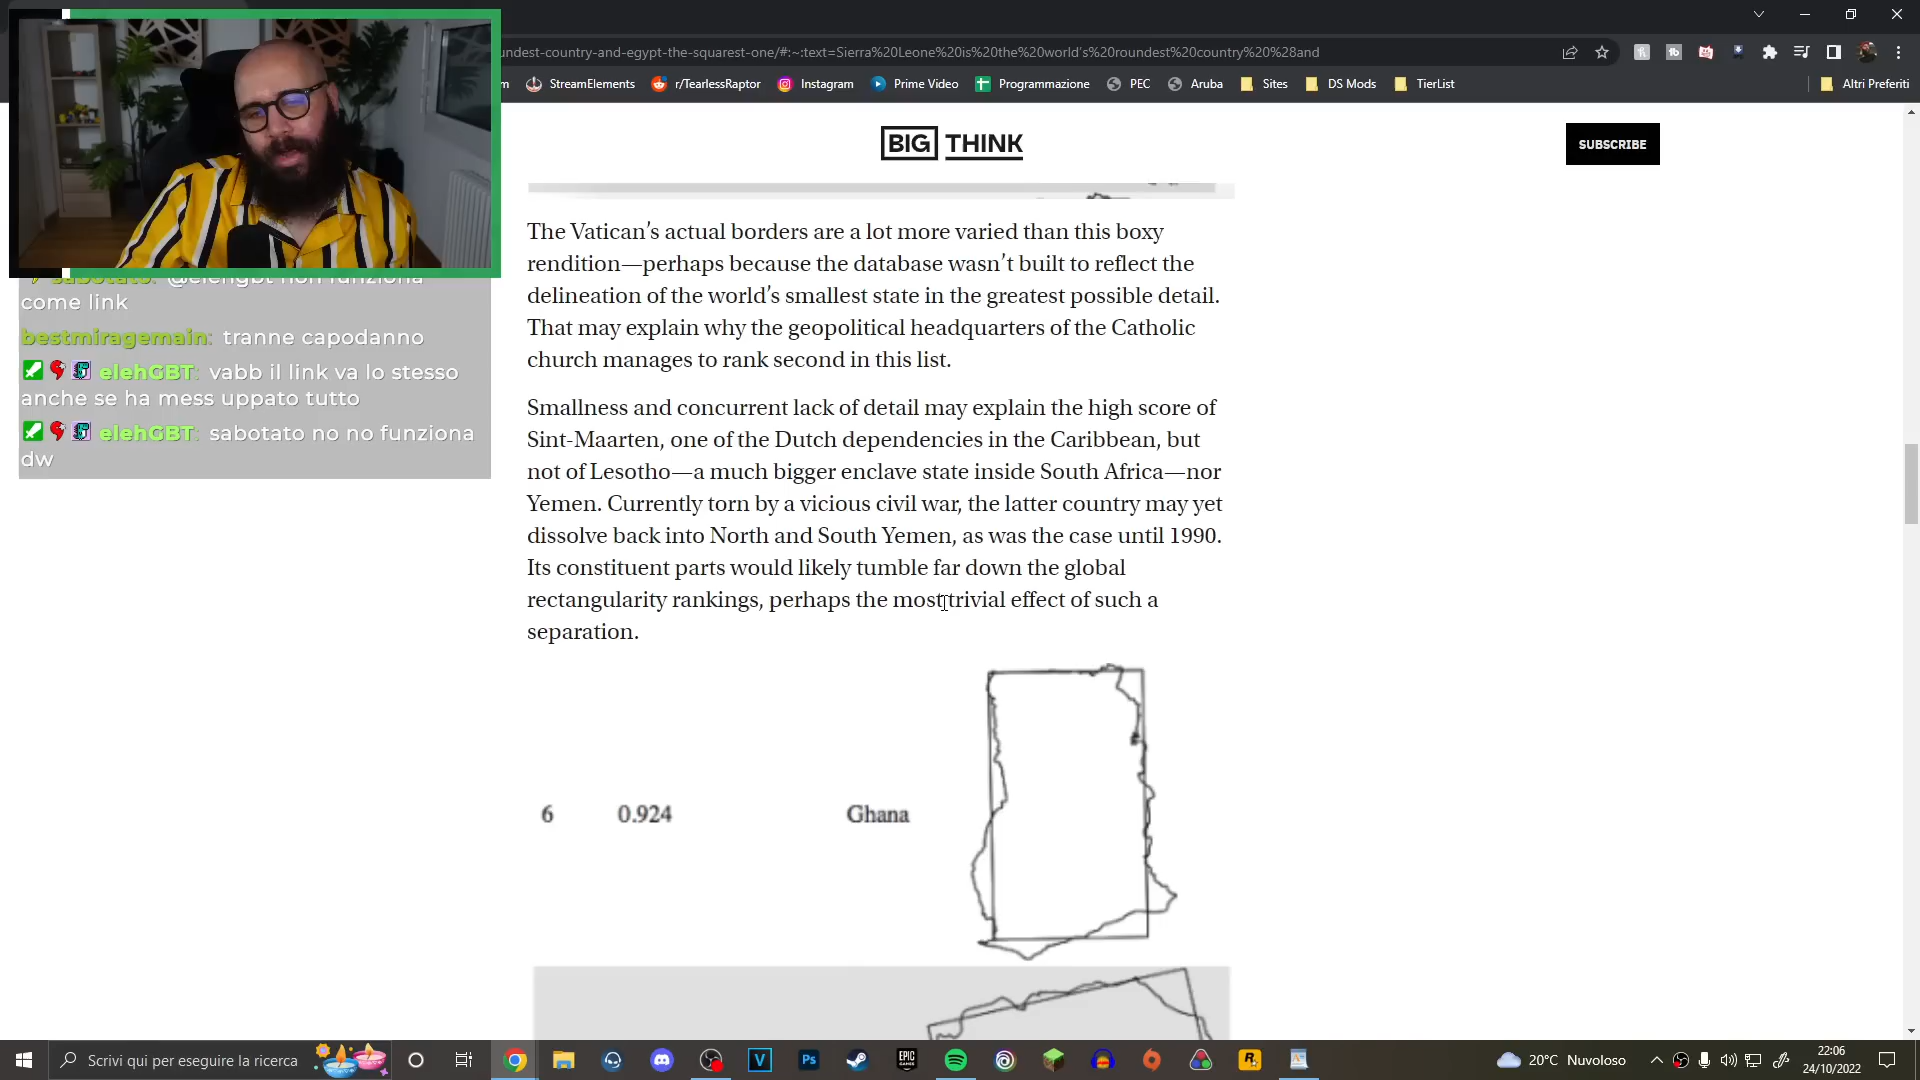 undest-country-and-egypt-the-squarest-one/#:~:text=Sierra%20Leone%20is%20the%20world's%20roundest%20country%20%28and
StreamElements
r/TearlessRaptor
Instagram
Prime Video
Programmazione
PEC
Aruba
Sites
DS Mods
TierList
Altri Preferiti
BIG THINK
SUBSCRIBE
sabotato: @elehgbt non funziona
come link
bestmiragemain: tranne capodanno
elehGBT: vabb il link va lo stesso
anche se ha mess uppato tutto
elehGBT: sabotato no no funziona
dw
The Vatican’s actual borders are a lot more varied than this boxy
rendition—perhaps because the database wasn’t built to reflect the
delineation of the world’s smallest state in the greatest possible detail.
That may explain why the geopolitical headquarters of the Catholic
church manages to rank second in this list.
Smallness and concurrent lack of detail may explain the high score of
Sint-Maarten, one of the Dutch dependencies in the Caribbean, but
not of Lesotho—a much bigger enclave state inside South Africa—nor
Yemen. Currently torn by a vicious civil war, the latter country may yet
dissolve back into North and South Yemen, as was the case until 1990.
Its constituent parts would likely tumble far down the global
rectangularity rankings, perhaps the most trivial effect of such a
separation.
6 0.924 Ghana
Scrivi qui per eseguire la ricerca
20°C Nuvoloso
22:06
24/10/2022